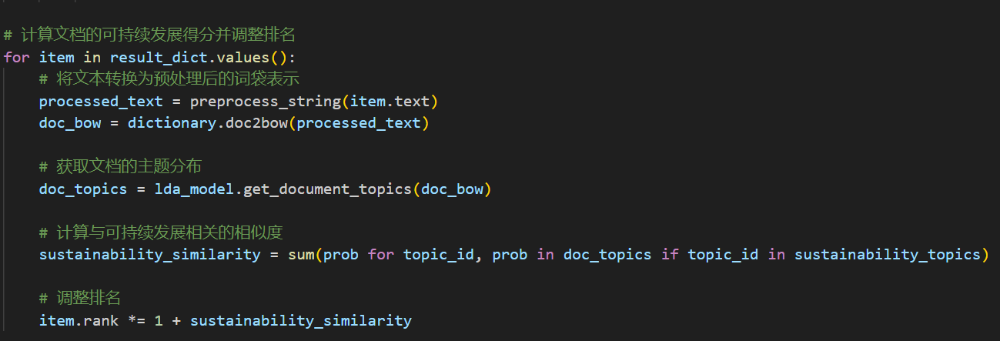 # 计算文档的可持续发展得分并调整排名
for item in result_dict.values():
    # 将文本转换为预处理后的词袋表示
    processed_text = preprocess_string(item.text)
    doc_bow = dictionary.doc2bow(processed_text)

    # 获取文档的主题分布
    doc_topics = lda_model.get_document_topics(doc_bow)

    # 计算与可持续发展相关的相似度
    sustainability_similarity = sum(prob for topic_id, prob in doc_topics if topic_id in sustainability_topics)

    # 调整排名
    item.rank *= 1 + sustainability_similarity